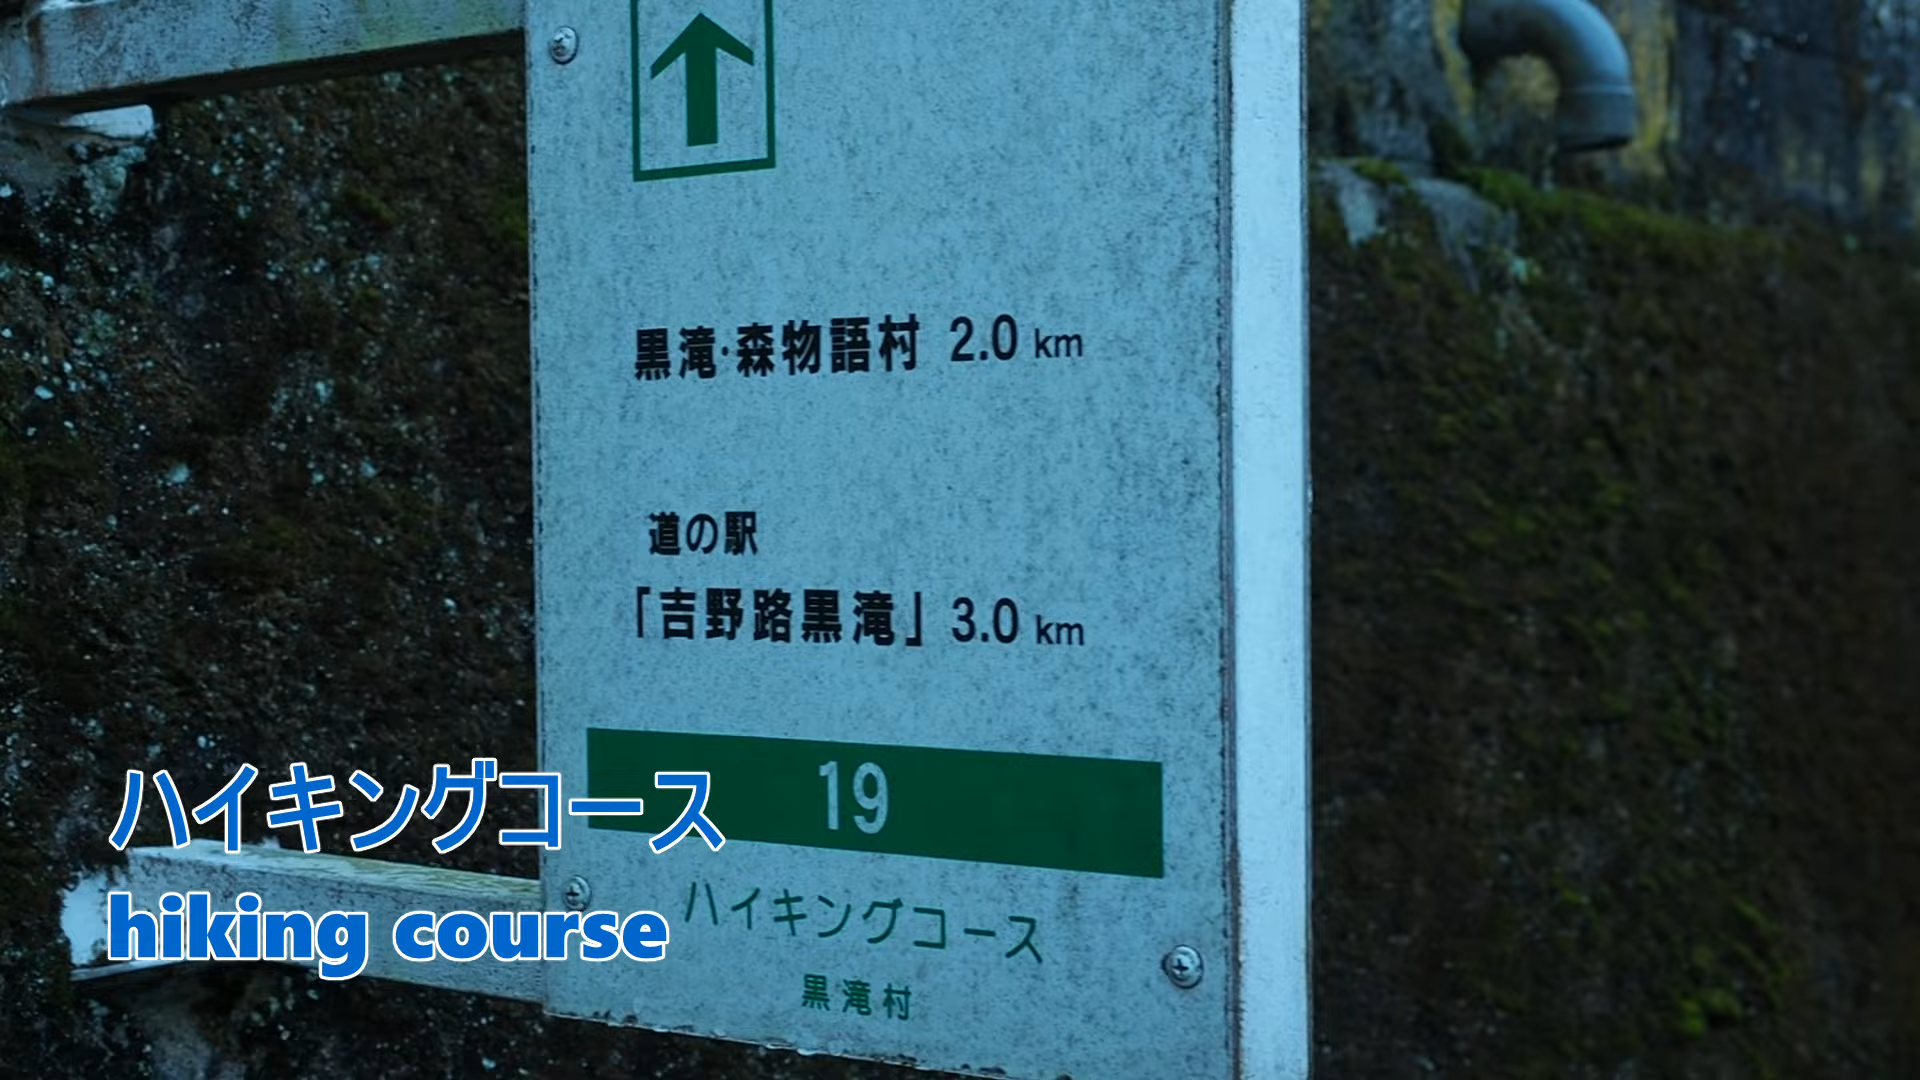 黒滝・森物語村 2.0 km
道の駅
「吉野路黒滝」 3.0 km
19
ハイキングコース
黒滝村
ハイキングコース
hiking course